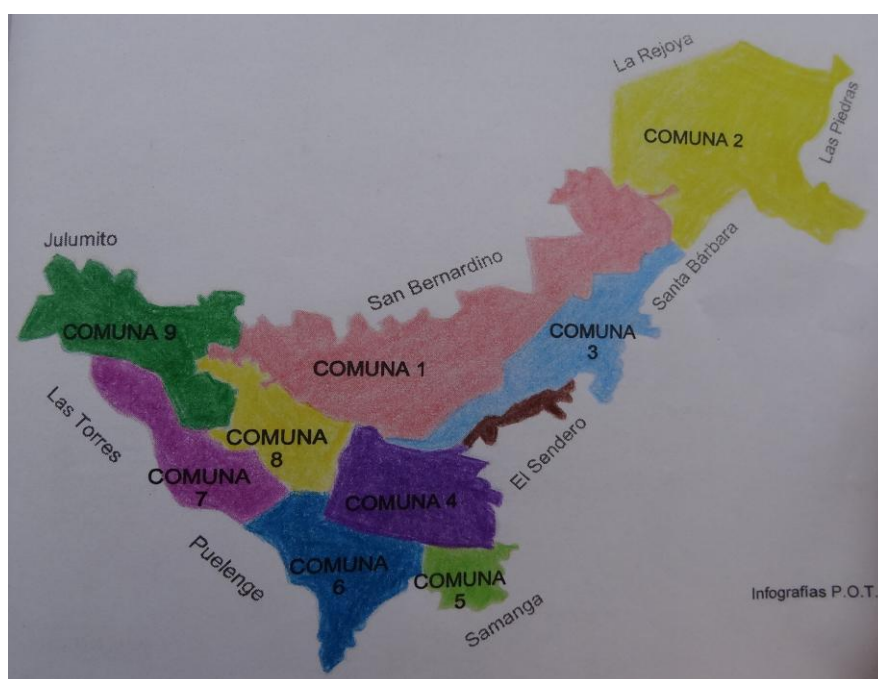 La Rejoya
COMUNA 2
Las Piedras
Julumito
San Bernardino
Santa Bárbara
COMUNA 9
COMUNA
3
COMUNA 1
Las Torres
COMUNA
8
El Sendero
COMUNA
7
COMUNA 4
Puelenge
COMUNA
6
COMUNA
5
Samanga
Infografías P.O.T.